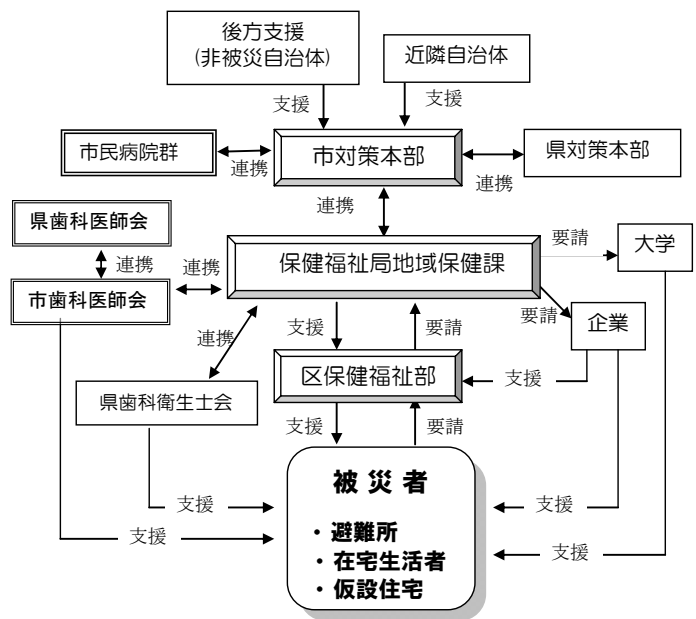 後方支援
(非被災自治体)
近隣自治体
支援
支援
市民病院群
市対策本部
県対策本部
連携
連携
連携
県歯科医師会
連携
市歯科医師会
連携
保健福祉局地域保健課
要請
大学
要請
企業
連携
支援
要請
県歯科衛生士会
区保健福祉部
支援
支援
要請
被災者
・避難所
・在宅生活者
・仮設住宅
支援
支援
支援
支援